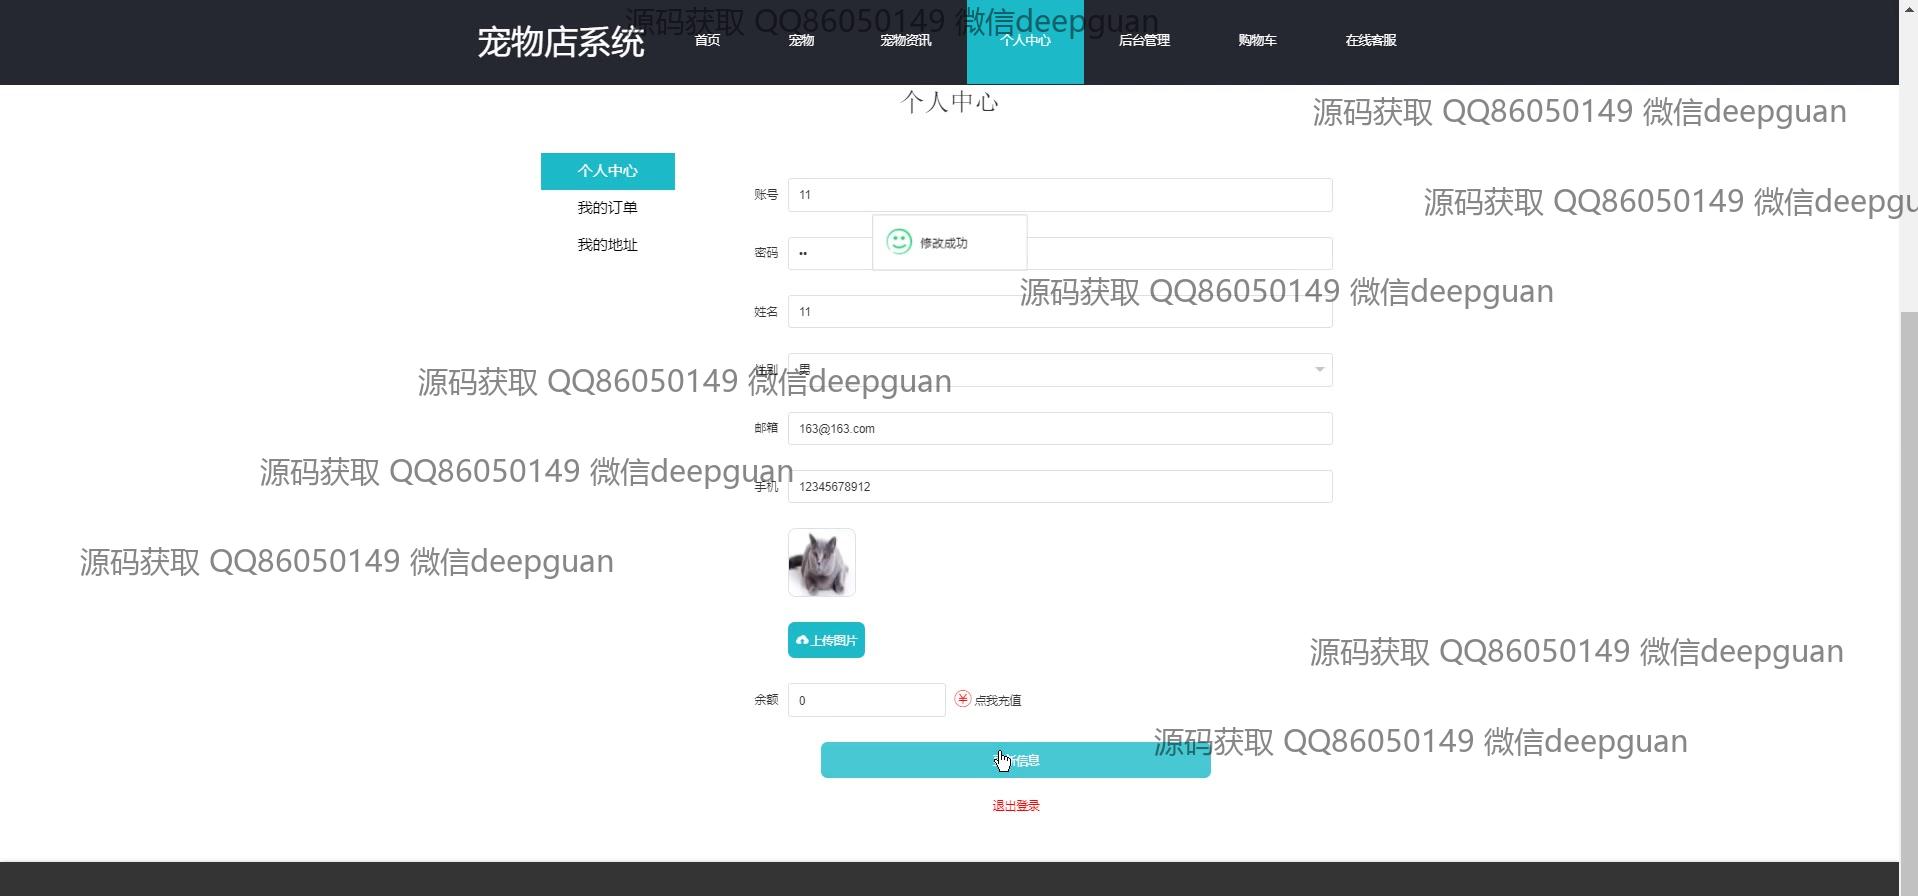 源码获取 QQ86050149 微信deepguan
宠物店系统 首页 宠物 宠物资讯 个人中心 后台管理 购物车 在线客服
个人中心
源码获取 QQ86050149 微信deepguan
个人中心
账号 11
源码获取 QQ86050149 微信deepgu
我的订单
我的地址
修改成功
密码 ••
源码获取 QQ86050149 微信deepguan
姓名 11
性别 男
源码获取 QQ86050149 微信deepguan
邮箱 163@163.com
源码获取 QQ86050149 微信deepguan
手机 12345678912
源码获取 QQ86050149 微信deepguan
上传图片
源码获取 QQ86050149 微信deepguan
余额 0 点我充值
源码获取 QQ86050149 微信deepguan
信息
退出登录